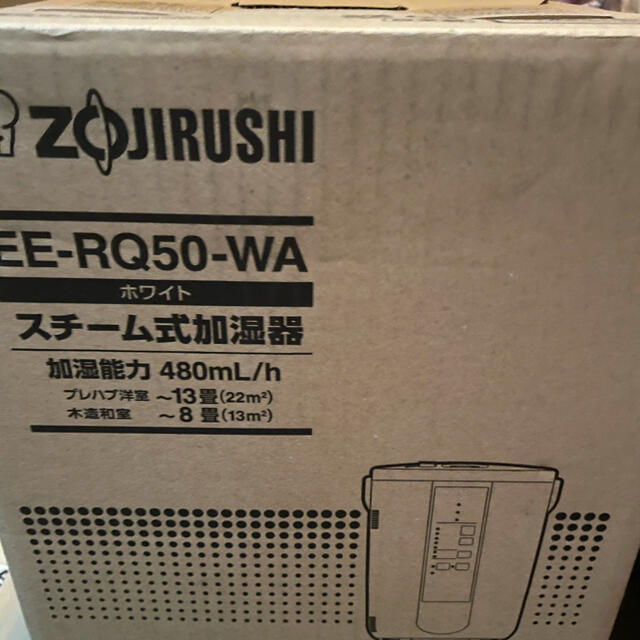 ZOJIRUSHI
EE-RQ50-WA
ホワイト
スチーム式加湿器
加湿能力 480mL/h
プレハブ洋室 ～13畳(22m²)
木造和室 ～8畳(13m²)